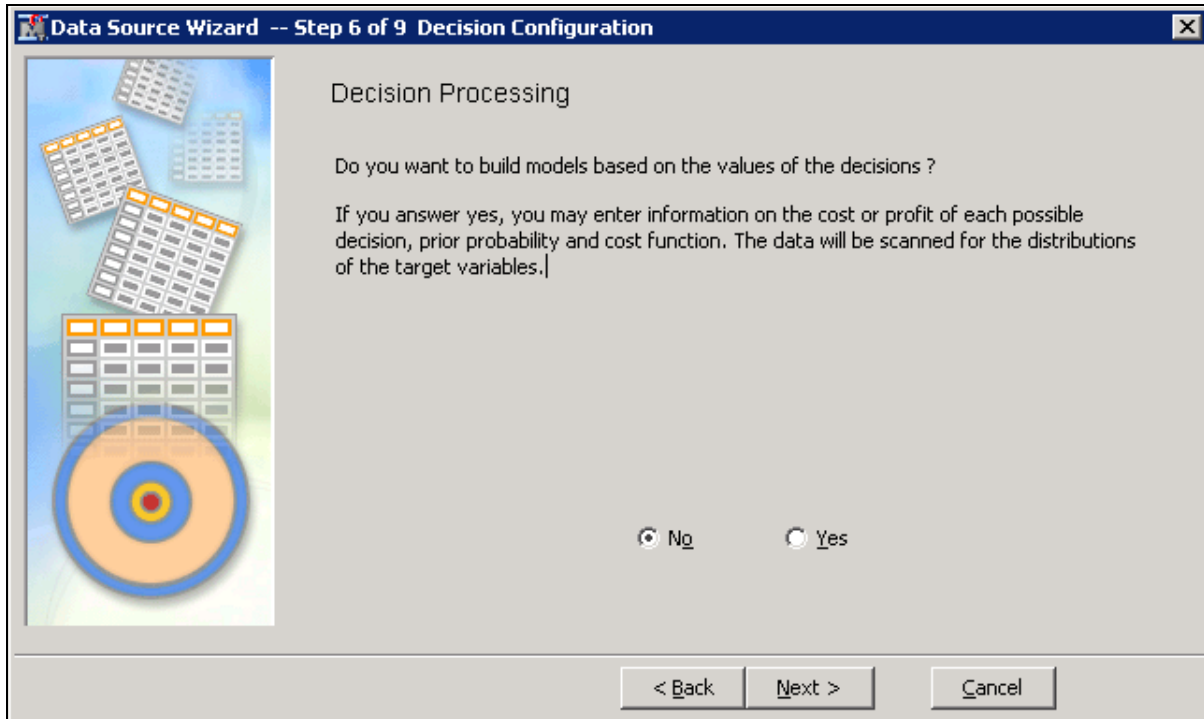 Data Source Wizard -- Step 6 of 9 Decision Configuration
Decision Processing
Do you want to build models based on the values of the decisions ?
If you answer yes, you may enter information on the cost or profit of each possible
decision, prior probability and cost function. The data will be scanned for the distributions
of the target variables.
No Yes
< Back Next > Cancel